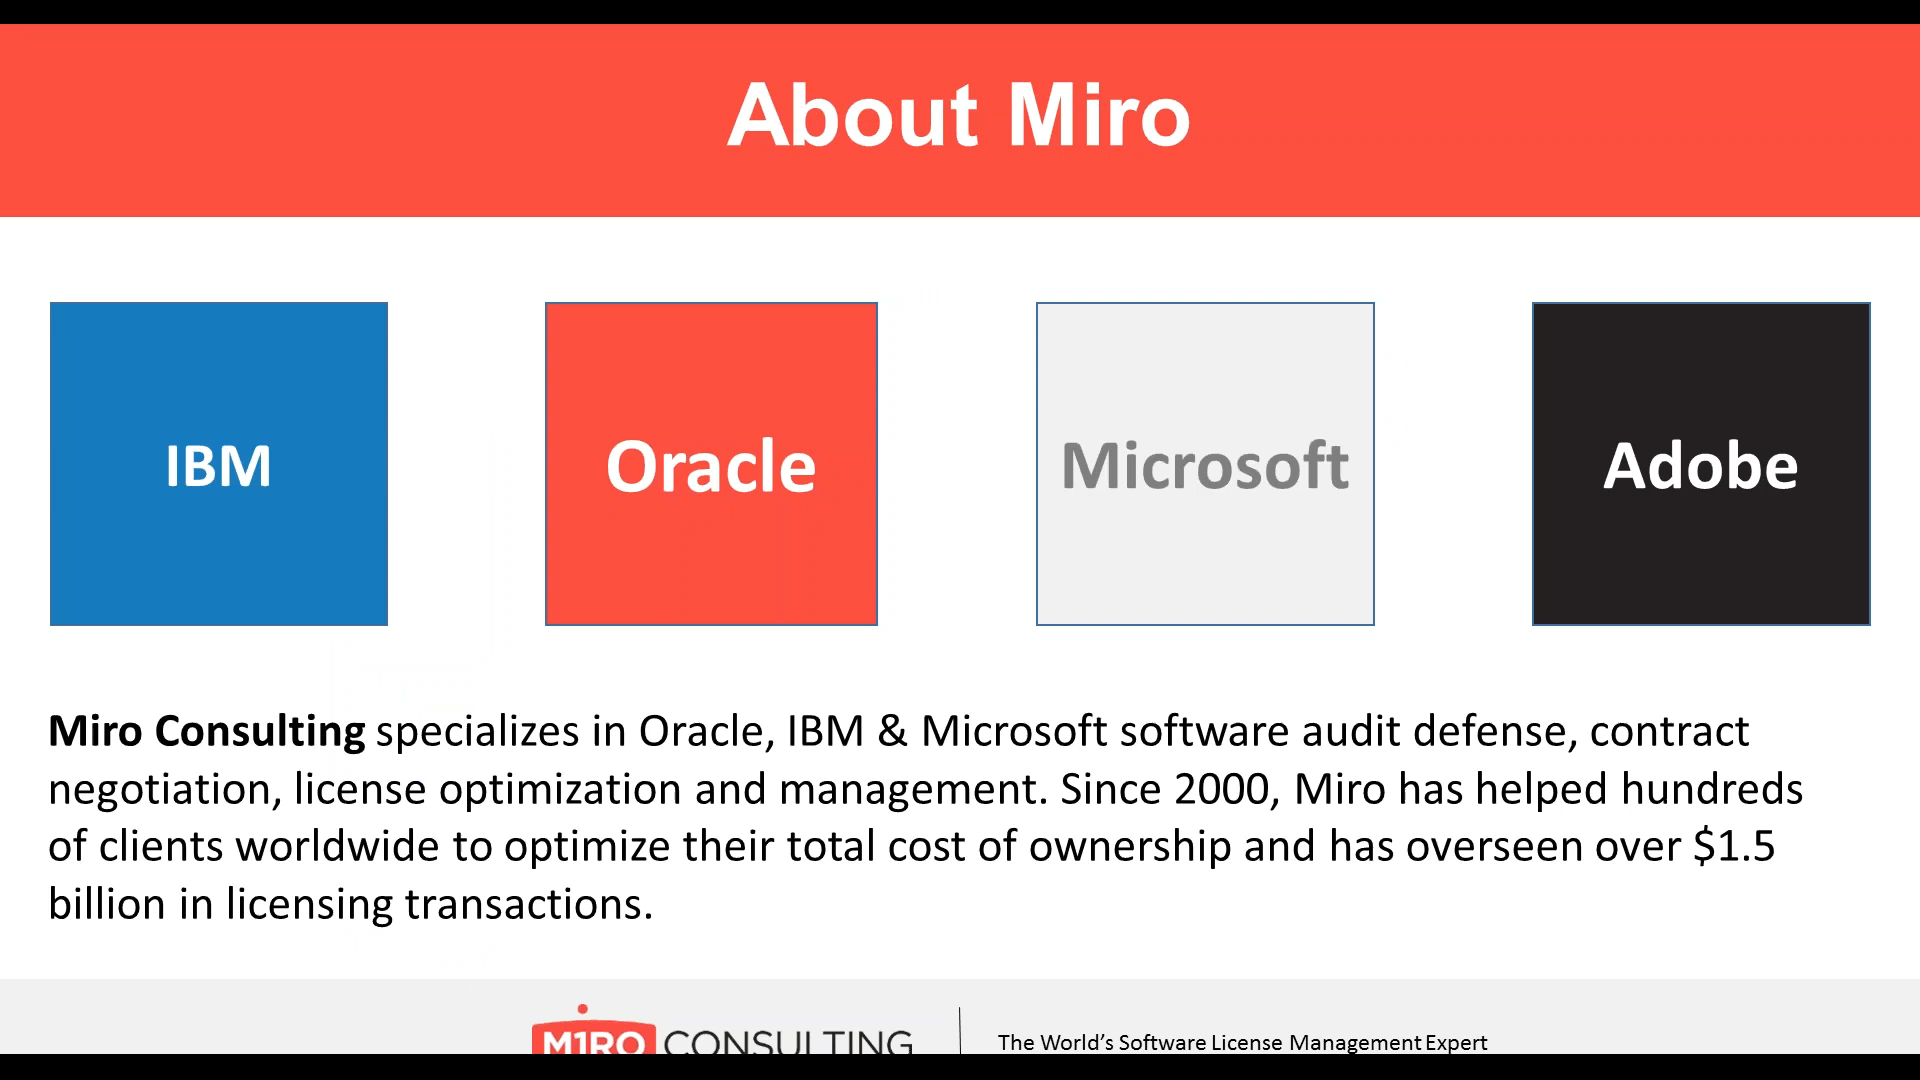 About Miro
IBM
Oracle
Microsoft
Adobe
Miro Consulting specializes in Oracle, IBM & Microsoft software audit defense, contract
negotiation, license optimization and management. Since 2000, Miro has helped hundreds
of clients worldwide to optimize their total cost of ownership and has overseen over $1.5
billion in licensing transactions.
M1RO CONSULTING
The World’s Software License Management Expert